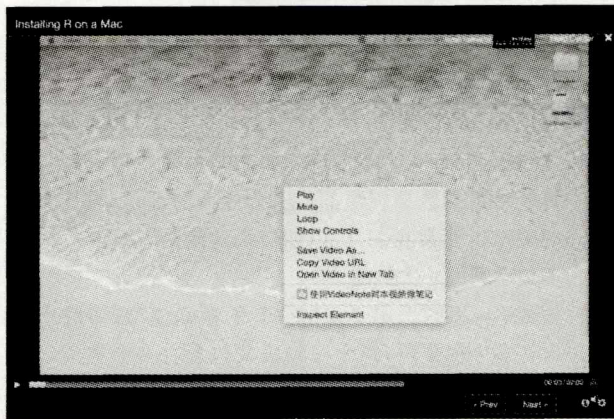 Installing R on a Mac
Play
Mute
Loop
Show Controls
Save Video As...
Copy Video URL
Open Video in New Tab
使用VideoNote对本视频做笔记
Inspect Element
< Prev
Next >